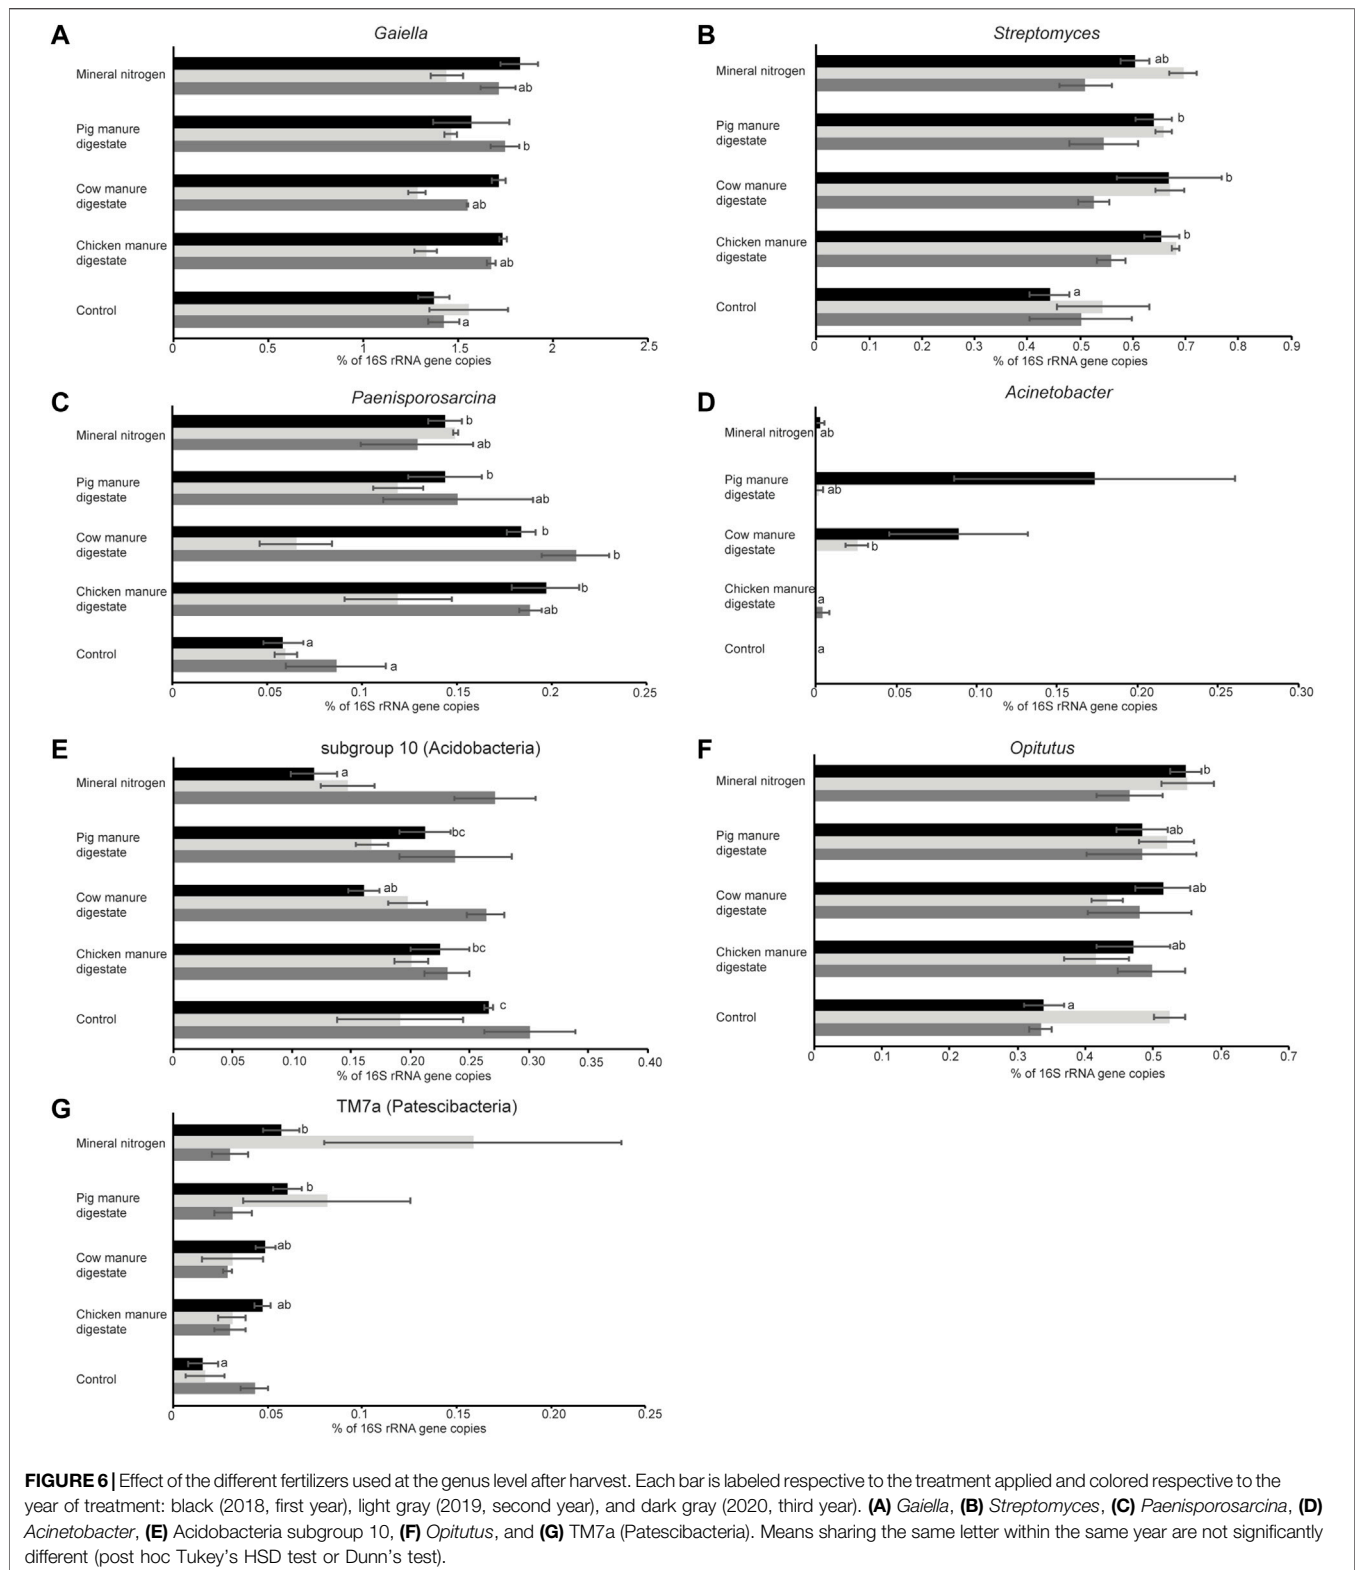 A
Gaiella
Mineral nitrogen
Pig manure
digestate
b
Cow manure
digestate
ab
Chicken manure
digestate
ab
Control
a
ab
0
0.5
1
1.5
2
2.5
% of 16S rRNA gene copies
B
Streptomyces
Mineral nitrogen
ab
Pig manure
digestate
b
Cow manure
digestate
b
Chicken manure
digestate
b
Control
a
0
0.1
0.2
0.3
0.4
0.5
0.6
0.7
0.8
0.9
% of 16S rRNA gene copies
C
Paenisporosarcina
Mineral nitrogen
b
ab
Pig manure
digestate
b
ab
Cow manure
digestate
b
b
Chicken manure
digestate
b
ab
Control
a
a
0
0.05
0.1
0.15
0.2
0.25
% of 16S rRNA gene copies
D
Acinetobacter
Mineral nitrogen
ab
Pig manure
digestate
ab
Cow manure
digestate
b
Chicken manure
digestate
a
Control
a
0
0.05
0.10
0.15
0.20
0.25
0.30
% of 16S rRNA gene copies
E
subgroup 10 (Acidobacteria)
Mineral nitrogen
a
Pig manure
digestate
bc
Cow manure
digestate
ab
Chicken manure
digestate
bc
Control
c
0
0.05
0.10
0.15
0.20
0.25
0.30
0.35
0.40
% of 16S rRNA gene copies
F
Opitutus
Mineral nitrogen
b
Pig manure
digestate
ab
Cow manure
digestate
ab
Chicken manure
digestate
ab
Control
a
0
0.1
0.2
0.3
0.4
0.5
0.6
0.7
% of 16S rRNA gene copies
G
TM7a (Patescibacteria)
Mineral nitrogen
b
Pig manure
digestate
b
Cow manure
digestate
ab
Chicken manure
digestate
ab
Control
a
0
0.05
0.1
0.15
0.20
0.25
% of 16S rRNA gene copies
FIGURE 6 | Effect of the different fertilizers used at the genus level after harvest. Each bar is labeled respective to the treatment applied and colored respective to the
year of treatment: black (2018, first year), light gray (2019, second year), and dark gray (2020, third year). (A) Gaiella, (B) Streptomyces, (C) Paenisporosarcina, (D)
Acinetobacter, (E) Acidobacteria subgroup 10, (F) Opitutus, and (G) TM7a (Patescibacteria). Means sharing the same letter within the same year are not significantly
different (post hoc Tukey's HSD test or Dunn's test).